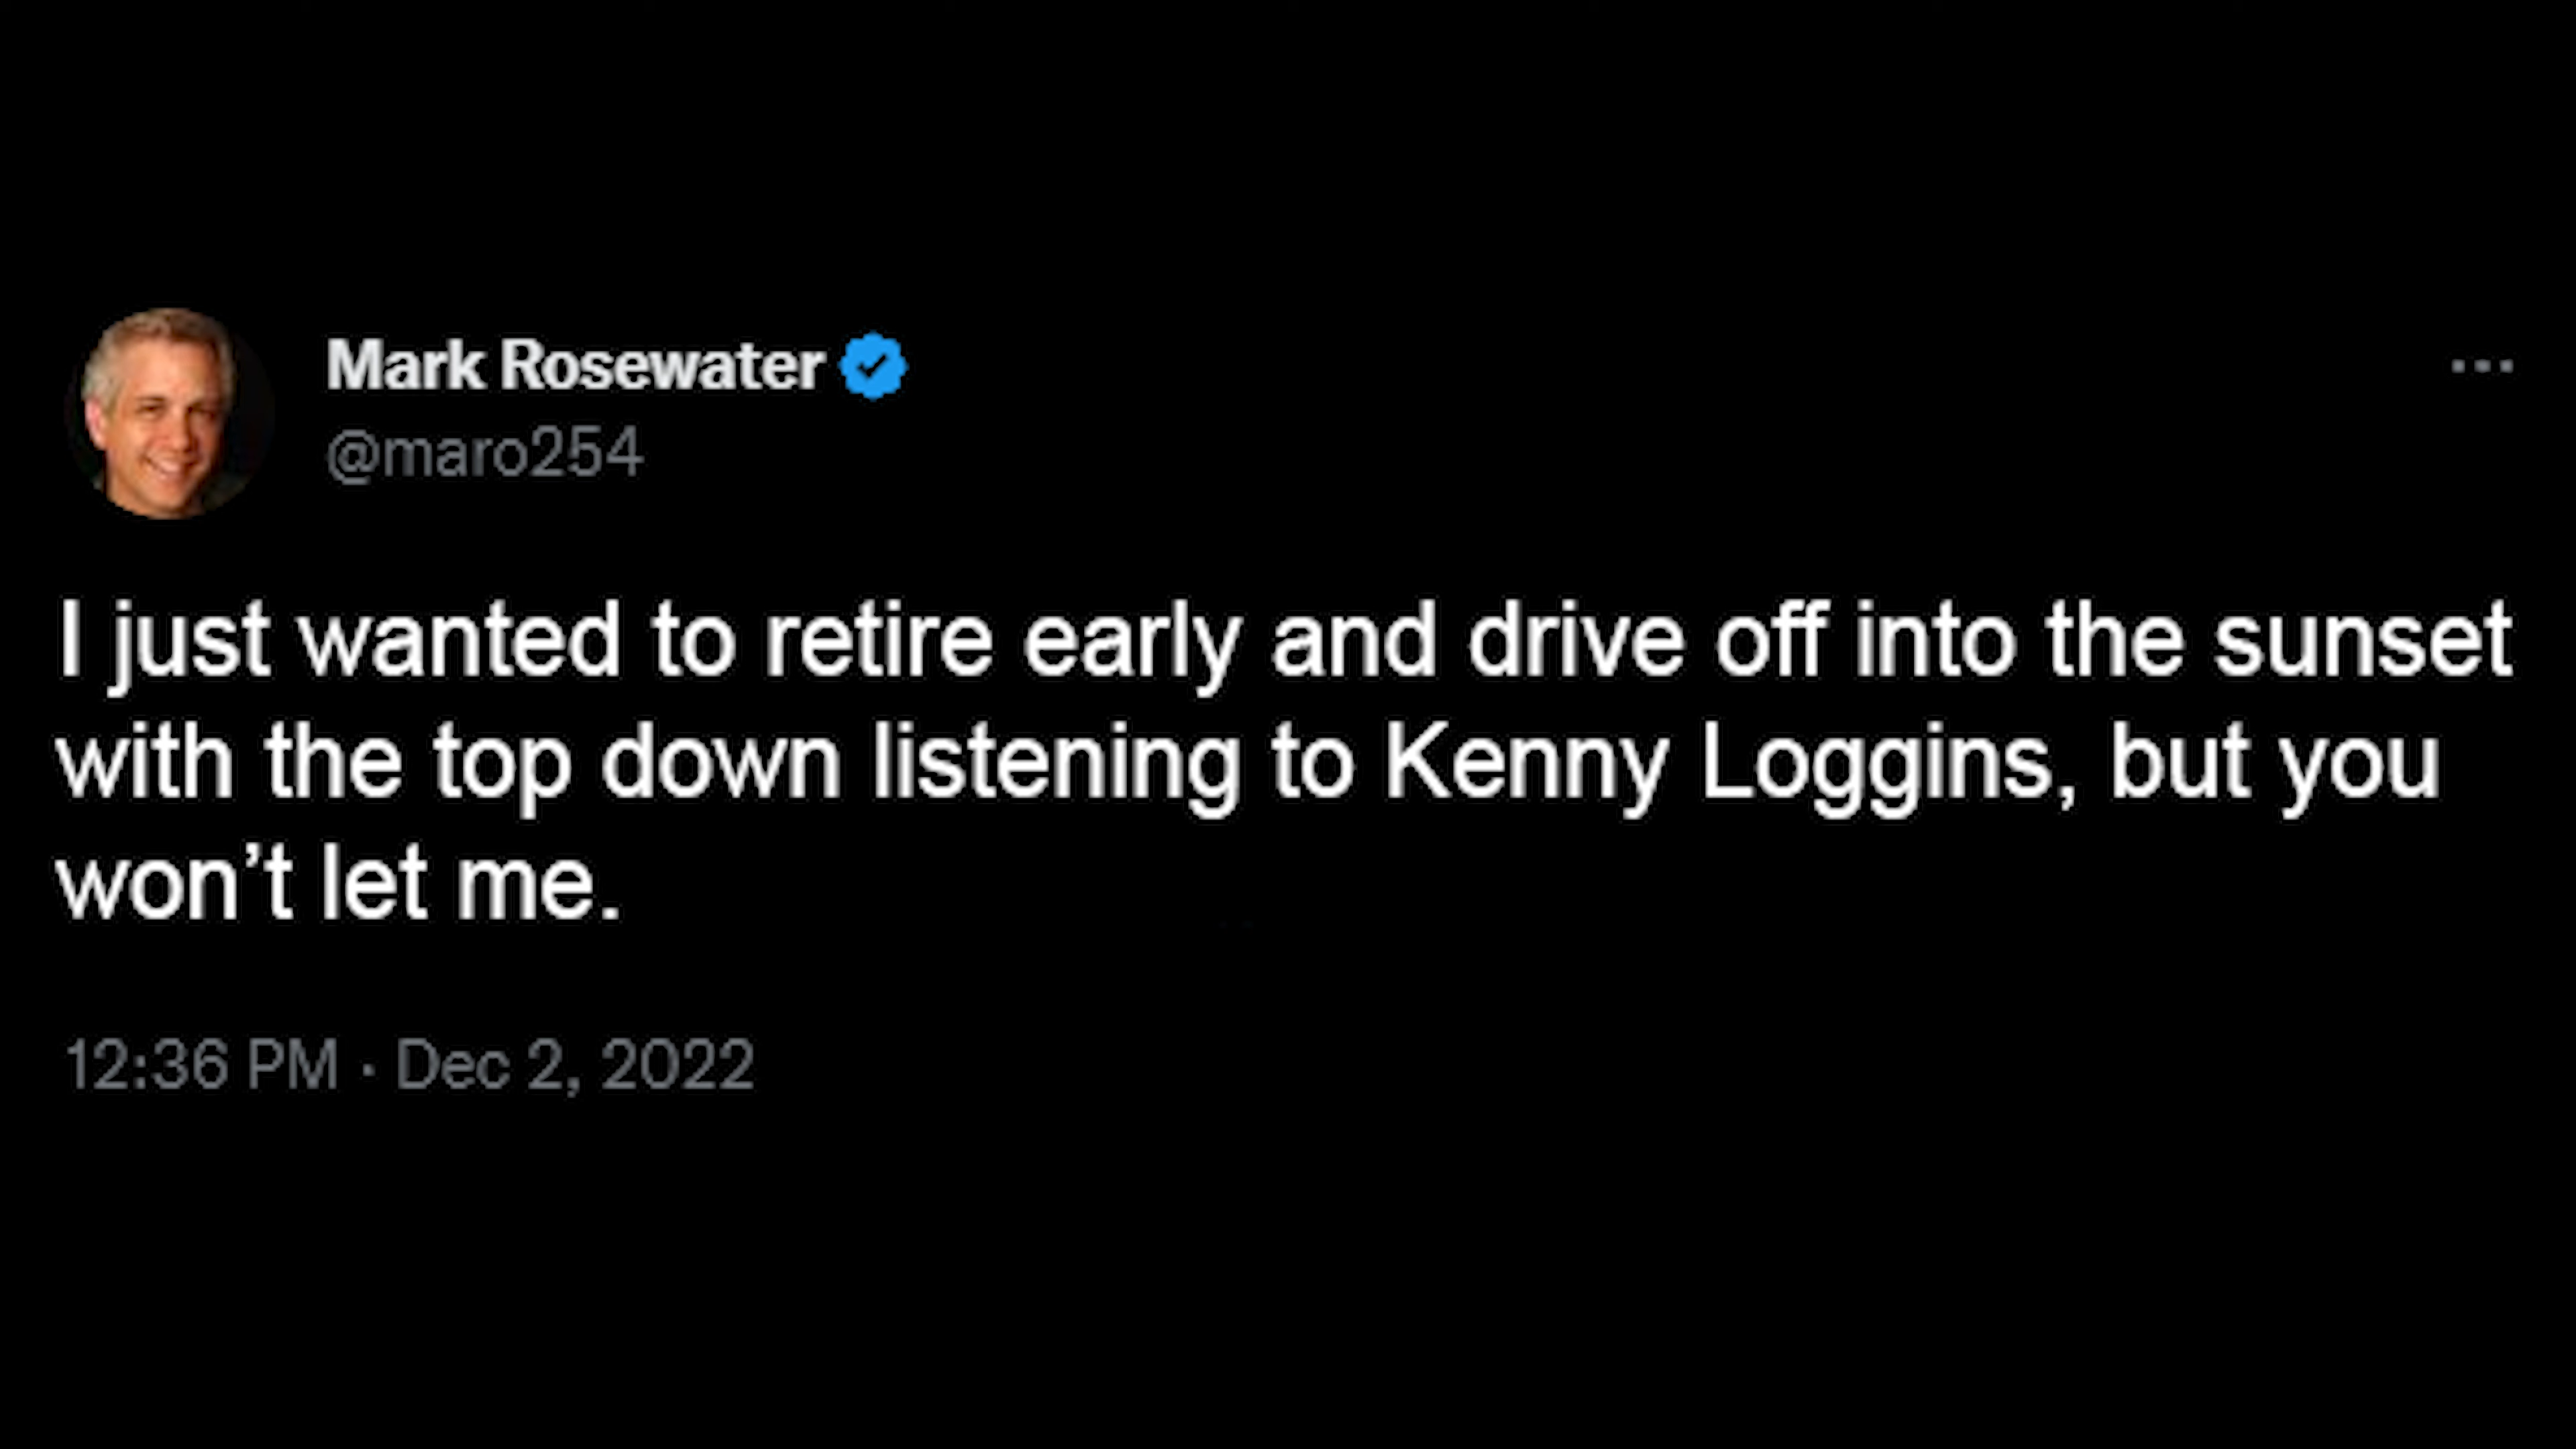 Mark Rosewater
@maro254
I just wanted to retire early and drive off into the sunset
with the top down listening to Kenny Loggins, but you
won’t let me.
12:36 PM · Dec 2, 2022